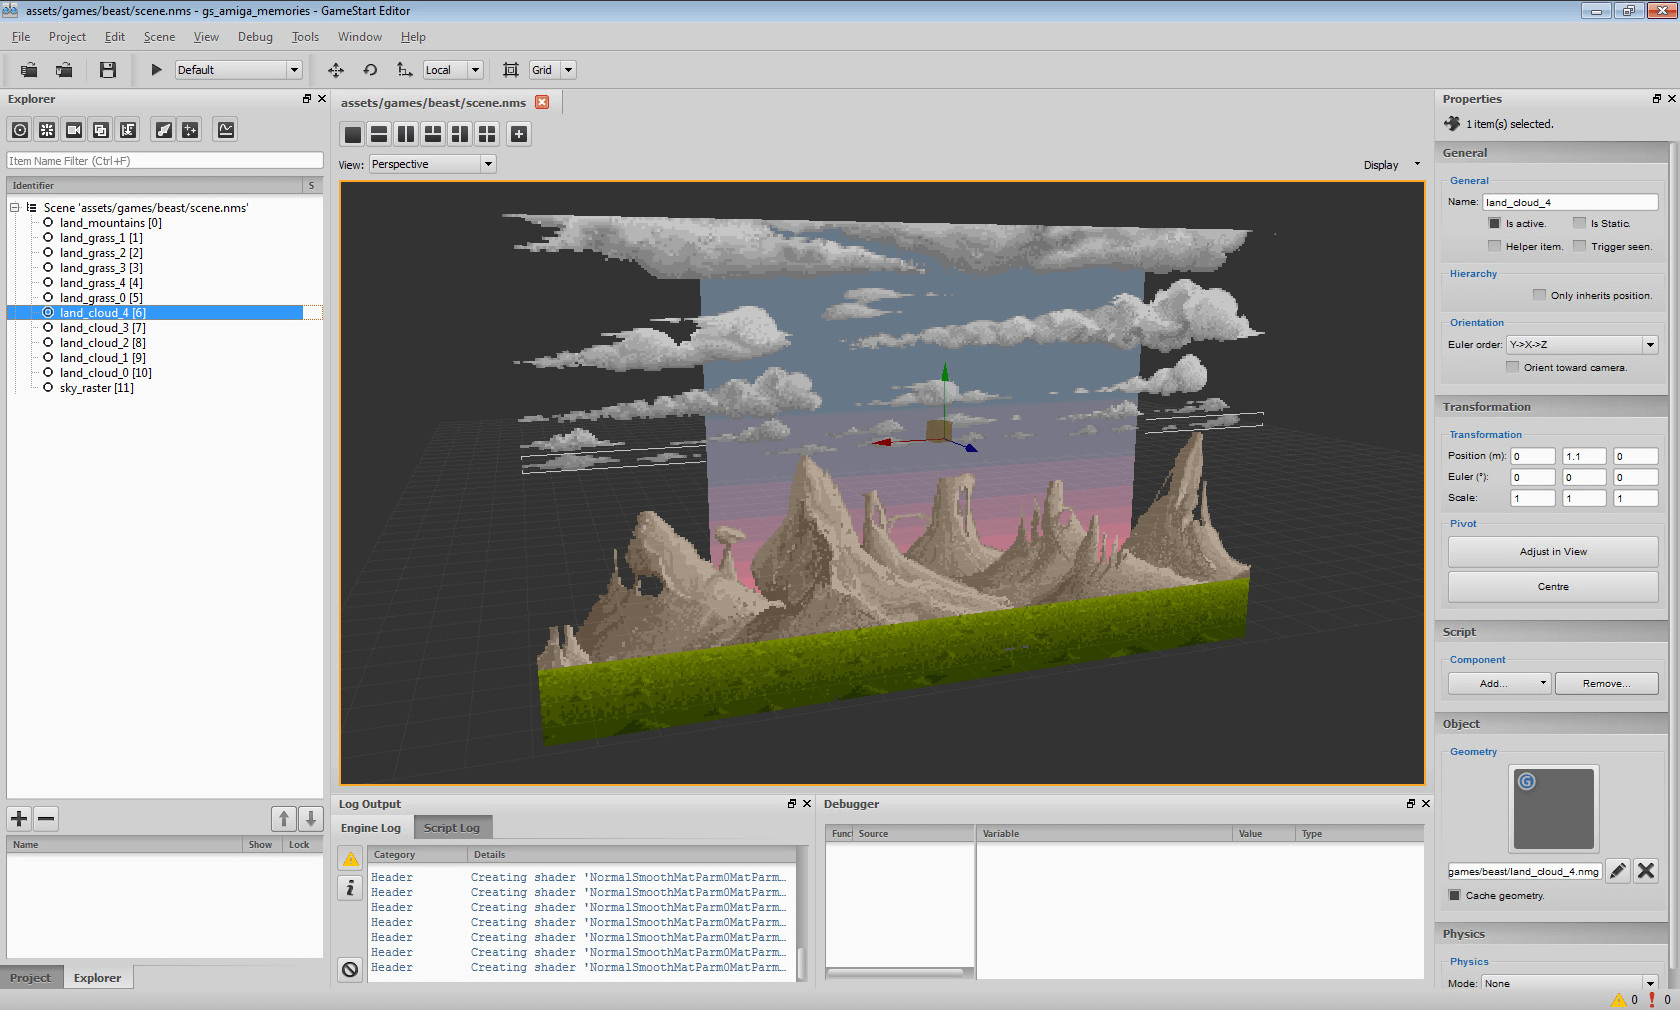 assets/games/beast/scene.nms - gs_amiga_memories - GameStart Editor
File Project Edit Scene View Debug Tools Window Help
Default Local Grid
Explorer
Item Name Filter (Ctrl+F)
Identifier S
Scene 'assets/games/beast/scene.nms'
land_mountains [0]
land_grass_1 [1]
land_grass_2 [2]
land_grass_3 [3]
land_grass_4 [4]
land_grass_0 [5]
land_cloud_4 [6]
land_cloud_3 [7]
land_cloud_2 [8]
land_cloud_1 [9]
land_cloud_0 [10]
sky_raster [11]
Name Show Lock
Project Explorer
assets/games/beast/scene.nms
View: Perspective Display
Log Output
Engine Log Script Log
Category Details
Header Creating shader 'NormalSmoothMatParm0MatParm…
Header Creating shader 'NormalSmoothMatParm0MatParm…
Header Creating shader 'NormalSmoothMatParm0MatParm…
Header Creating shader 'NormalSmoothMatParm0MatParm…
Header Creating shader 'NormalSmoothMatParm0MatParm…
Header Creating shader 'NormalSmoothMatParm0MatParm…
Header Creating shader 'NormalSmoothMatParm0MatParm…
Debugger
Funct Source Variable Value Type
Properties
1 item(s) selected.
General
General
Name: land_cloud_4
Is active. Is Static.
Helper item. Trigger seen.
Hierarchy
Only inherits position.
Orientation
Euler order: Y->X->Z
Orient toward camera.
Transformation
Transformation
Position (m): 0 1.1 0
Euler (°): 0 0 0
Scale: 1 1 1
Pivot
Adjust in View
Centre
Script
Component
Add... Remove...
Object
Geometry
G
games/beast/land_cloud_4.nmg
Cache geometry.
Physics
Physics
Mode: None
0 0